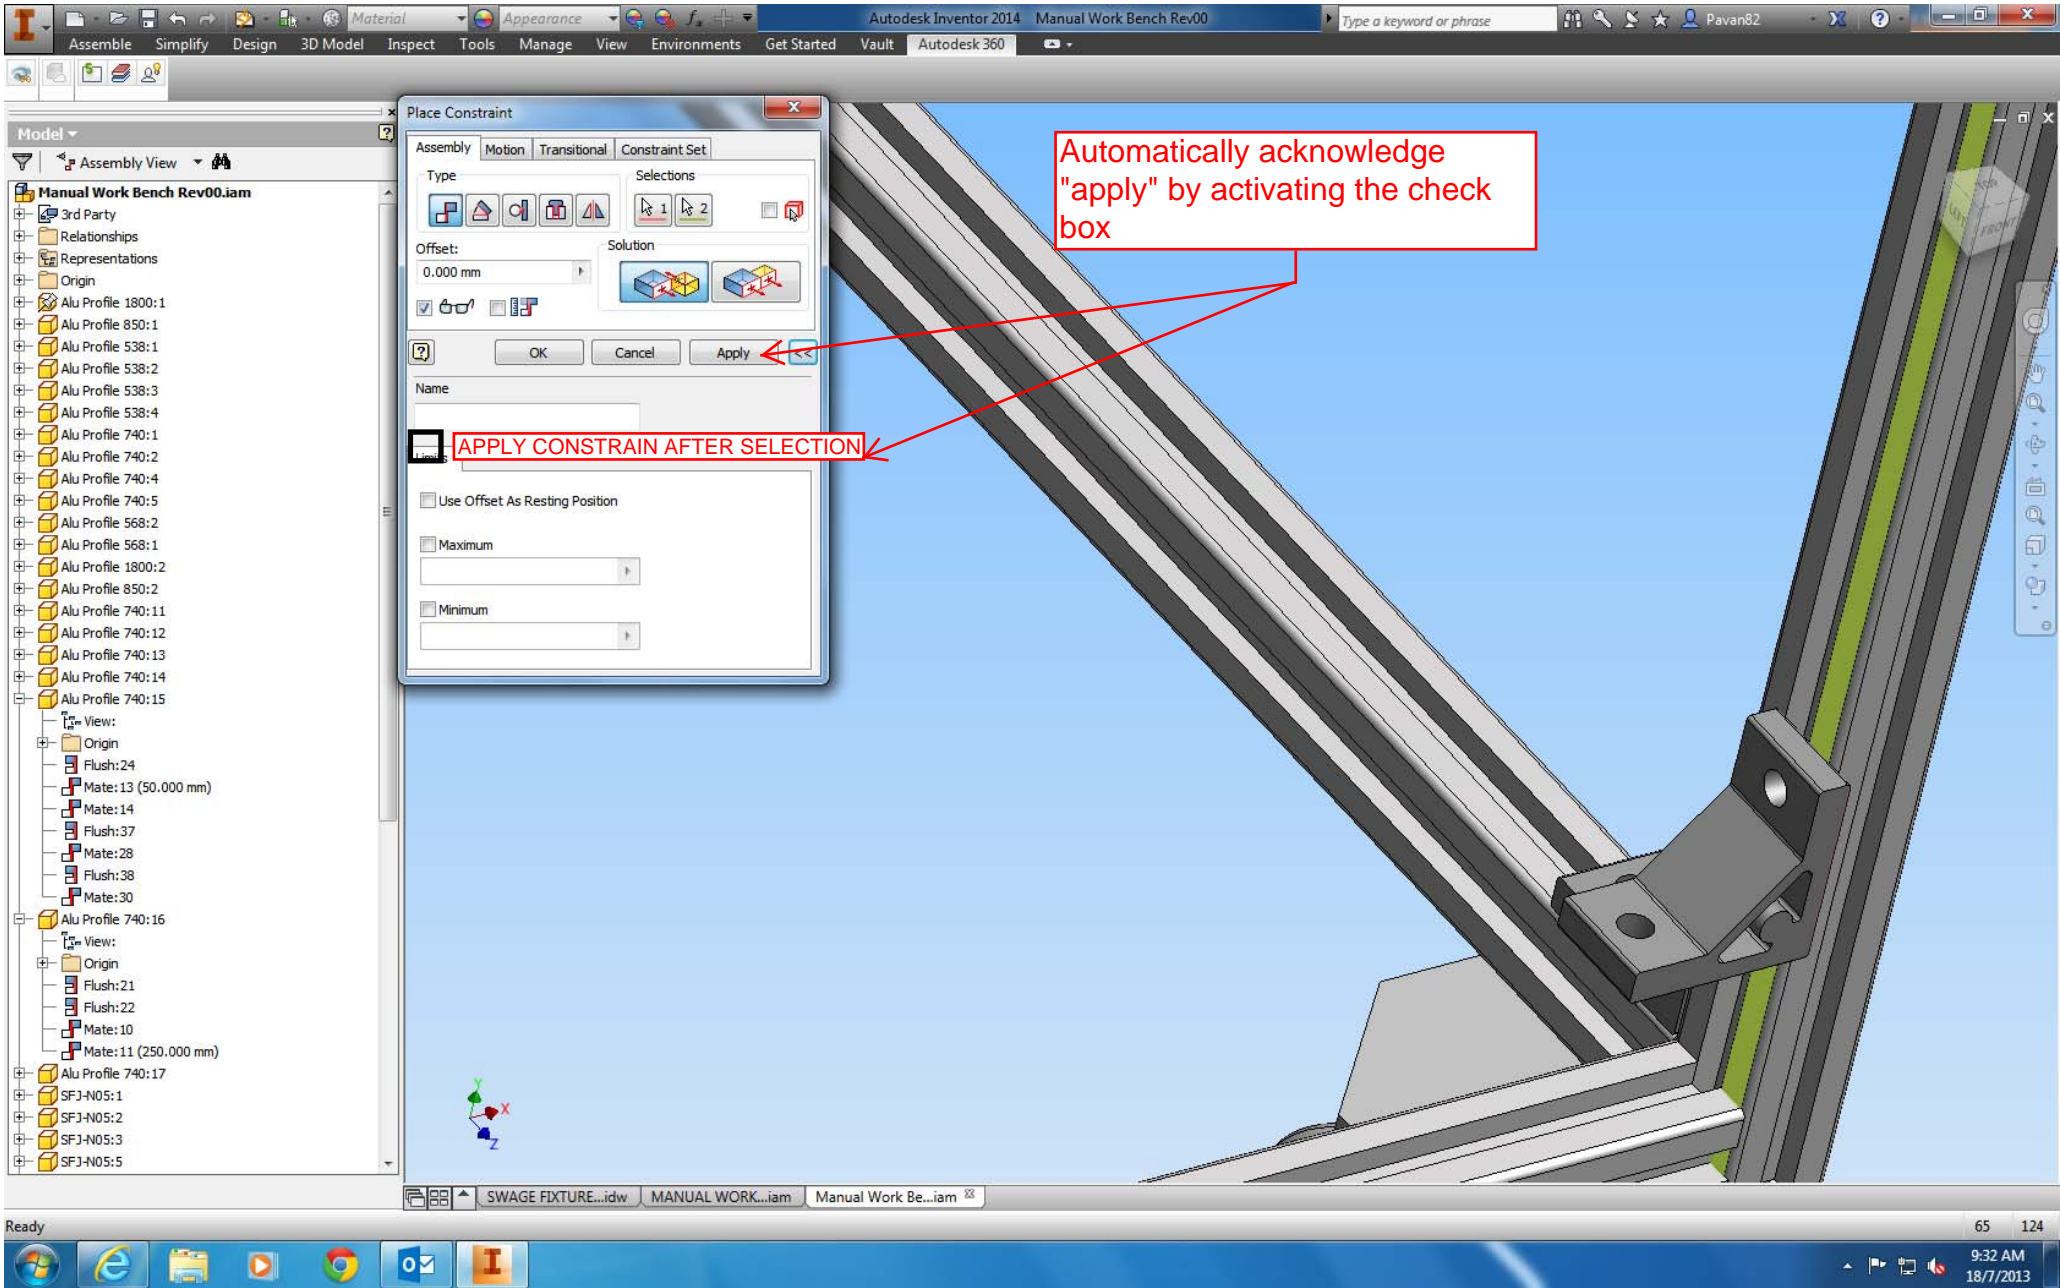 Material
Appearance
Autodesk Inventor 2014   Manual Work Bench Rev00
Type a keyword or phrase
Pavan82
Assemble Simplify Design 3D Model Inspect Tools Manage View Environments Get Started Vault Autodesk 360
Model
Assembly View
Manual Work Bench Rev00.iam
3rd Party
Relationships
Representations
Origin
Alu Profile 1800:1
Alu Profile 850:1
Alu Profile 538:1
Alu Profile 538:2
Alu Profile 538:3
Alu Profile 538:4
Alu Profile 740:1
Alu Profile 740:2
Alu Profile 740:4
Alu Profile 740:5
Alu Profile 568:2
Alu Profile 568:1
Alu Profile 1800:2
Alu Profile 850:2
Alu Profile 740:11
Alu Profile 740:12
Alu Profile 740:13
Alu Profile 740:14
Alu Profile 740:15
View:
Origin
Flush:24
Mate:13 (50.000 mm)
Mate:14
Flush:37
Mate:28
Flush:38
Mate:30
Alu Profile 740:16
View:
Origin
Flush:21
Flush:22
Mate:10
Mate:11 (250.000 mm)
Alu Profile 740:17
SFJ-N05:1
SFJ-N05:2
SFJ-N05:3
SFJ-N05:5
Place Constraint
Assembly Motion Transitional Constraint Set
Type
Selections
1 2
Offset:
0.000 mm
Solution
OK Cancel Apply <<
Name
APPLY CONSTRAIN AFTER SELECTION
Limits
Use Offset As Resting Position
Maximum
Minimum
Automatically acknowledge
"apply" by activating the check
box
TOP
LEFT
FRONT
Y
X
Z
SWAGE FIXTURE...idw MANUAL WORK...iam Manual Work Be...iam
Ready
65 124
9:32 AM
18/7/2013